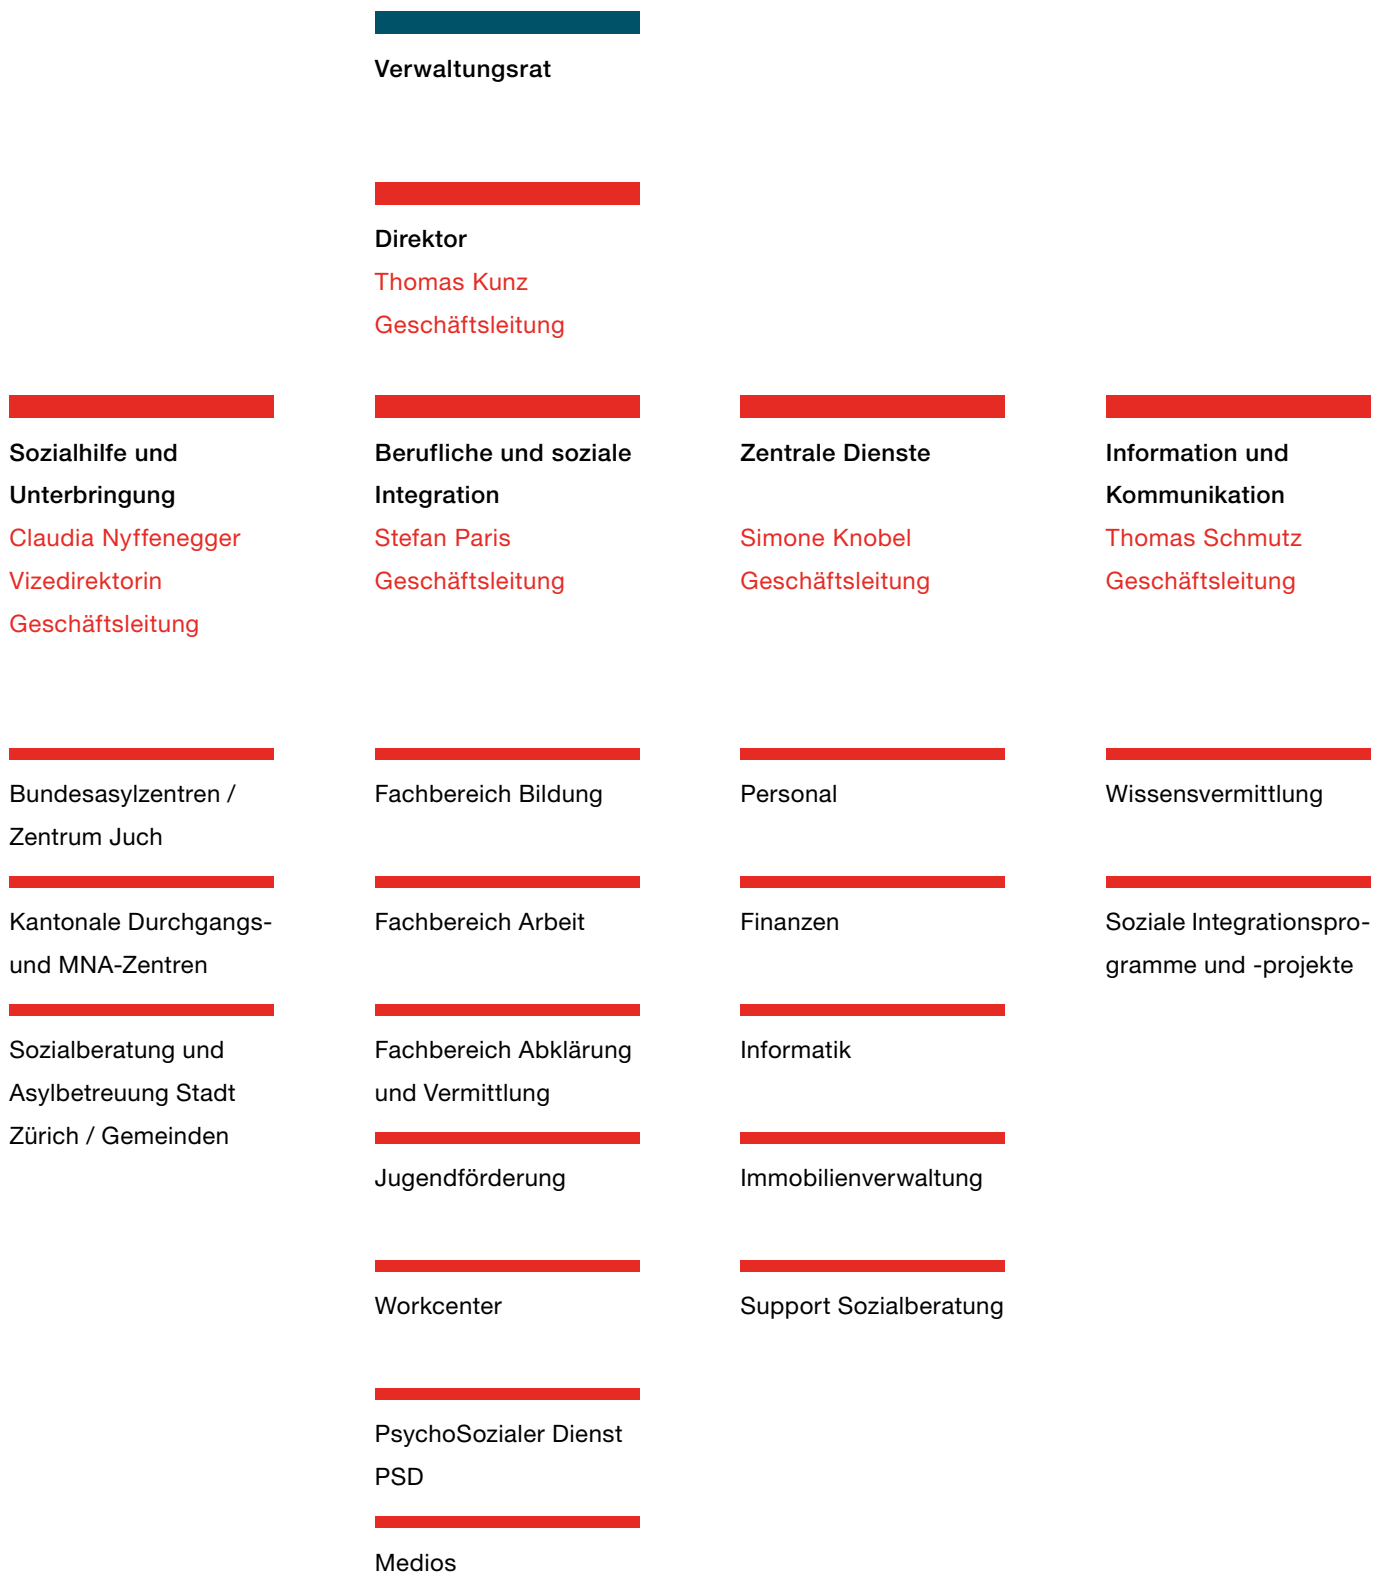 Verwaltungsrat
Direktor
Thomas Kunz
Geschäftsleitung
Sozialhilfe und
Unterbringung
Claudia Nyffenegger
Vizedirektorin
Geschäftsleitung
Berufliche und soziale
Integration
Stefan Paris
Geschäftsleitung
Zentrale Dienste
Simone Knobel
Geschäftsleitung
Information und
Kommunikation
Thomas Schmutz
Geschäftsleitung
Bundesasylzentren /
Zentrum Juch
Kantonale Durchgangs-
und MNA-Zentren
Sozialberatung und
Asylbetreuung Stadt
Zürich / Gemeinden
Fachbereich Bildung
Fachbereich Arbeit
Fachbereich Abklärung
und Vermittlung
Jugendförderung
Workcenter
PsychoSozialer Dienst
PSD
Medios
Personal
Finanzen
Informatik
Immobilienverwaltung
Support Sozialberatung
Wissensvermittlung
Soziale Integrationspro-
gramme und -projekte